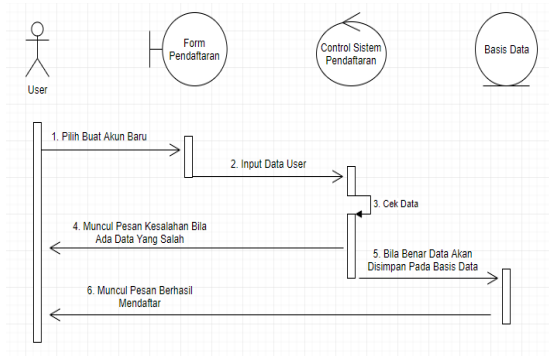 User
Form
Pendaftaran
Control Sistem
Pendaftaran
Basis Data
1. Pilih Buat Akun Baru
2. Input Data User
3. Cek Data
4. Muncul Pesan Kesalahan Bila
Ada Data Yang Salah
5. Bila Benar Data Akan
Disimpan Pada Basis Data
6. Muncul Pesan Berhasil
Mendaftar